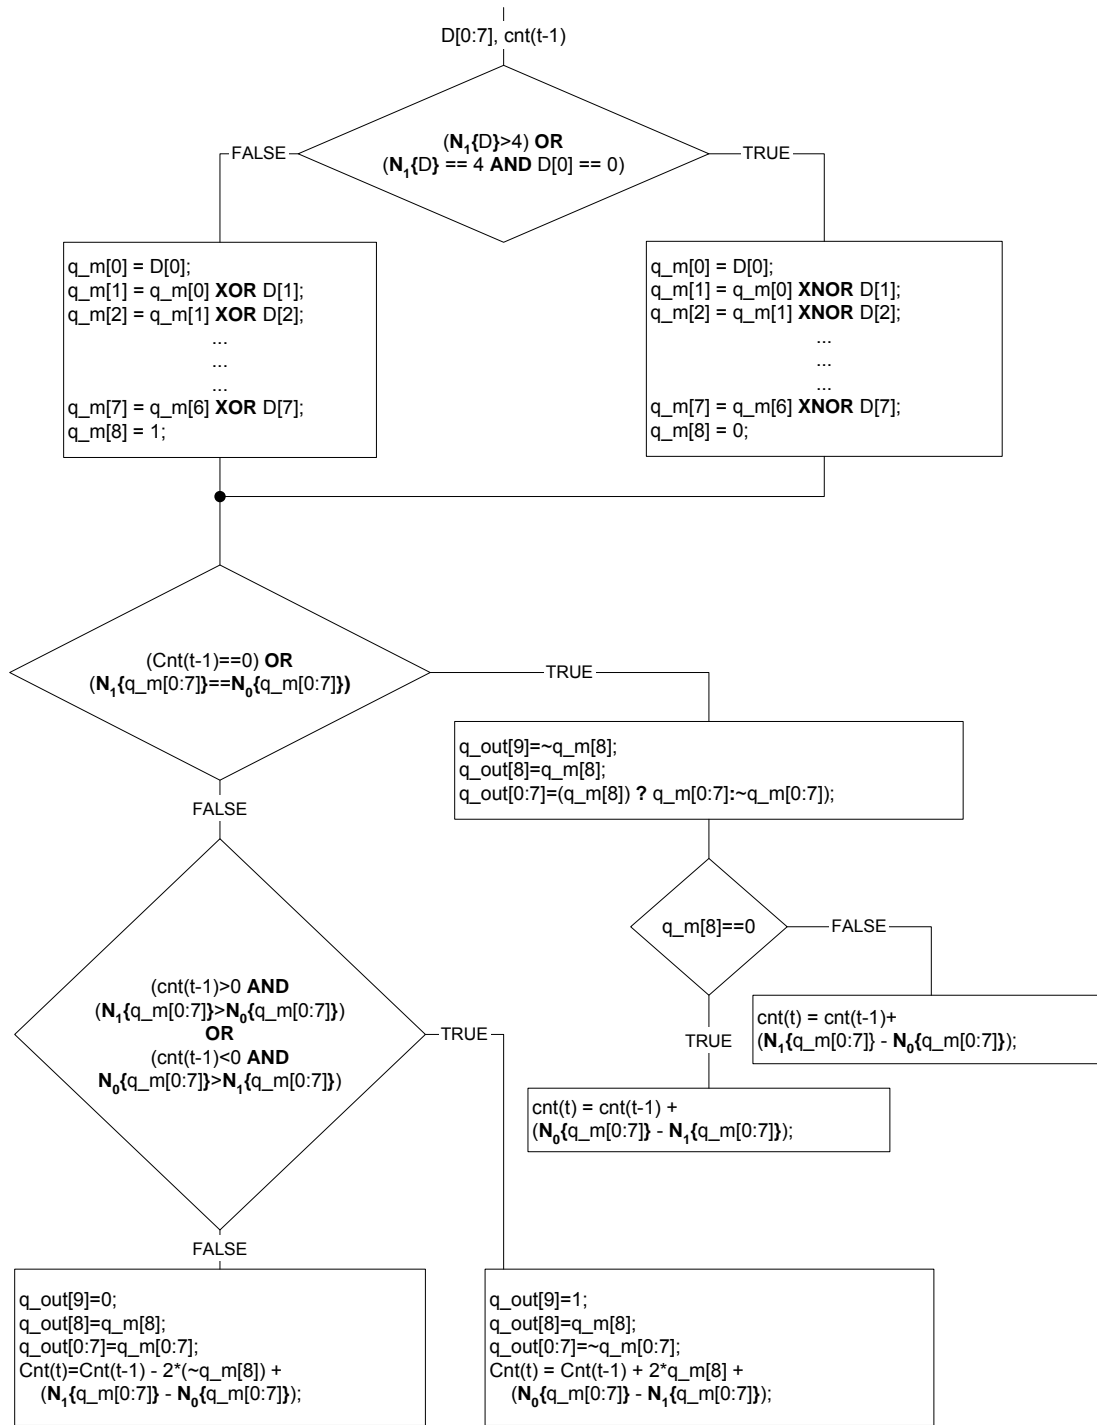 D[0:7], cnt(t-1)
(N1{D}>4) OR
(N1{D} == 4 AND D[0] == 0)
FALSE
TRUE
q_m[0] = D[0];
q_m[1] = q_m[0] XOR D[1];
q_m[2] = q_m[1] XOR D[2];
...
...
...
q_m[7] = q_m[6] XOR D[7];
q_m[8] = 1;
q_m[0] = D[0];
q_m[1] = q_m[0] XNOR D[1];
q_m[2] = q_m[1] XNOR D[2];
...
...
...
q_m[7] = q_m[6] XNOR D[7];
q_m[8] = 0;
(Cnt(t-1)==0) OR
(N1{q_m[0:7]}==N0{q_m[0:7]})
TRUE
FALSE
q_out[9]=~q_m[8];
q_out[8]=q_m[8];
q_out[0:7]=(q_m[8]) ? q_m[0:7]:~q_m[0:7]);
q_m[8]==0
FALSE
TRUE
cnt(t) = cnt(t-1)+
(N1{q_m[0:7]} - N0{q_m[0:7]});
cnt(t) = cnt(t-1) +
(N0{q_m[0:7]} - N1{q_m[0:7]});
(cnt(t-1)>0 AND
(N1{q_m[0:7]}>N0{q_m[0:7]})
OR
(cnt(t-1)<0 AND
N0{q_m[0:7]}>N1{q_m[0:7]})
TRUE
FALSE
q_out[9]=0;
q_out[8]=q_m[8];
q_out[0:7]=q_m[0:7];
Cnt(t)=Cnt(t-1) - 2*(~q_m[8]) +
(N1{q_m[0:7]} - N0{q_m[0:7]});
q_out[9]=1;
q_out[8]=q_m[8];
q_out[0:7]=~q_m[0:7];
Cnt(t) = Cnt(t-1) + 2*q_m[8] +
(N0{q_m[0:7]} - N1{q_m[0:7]});